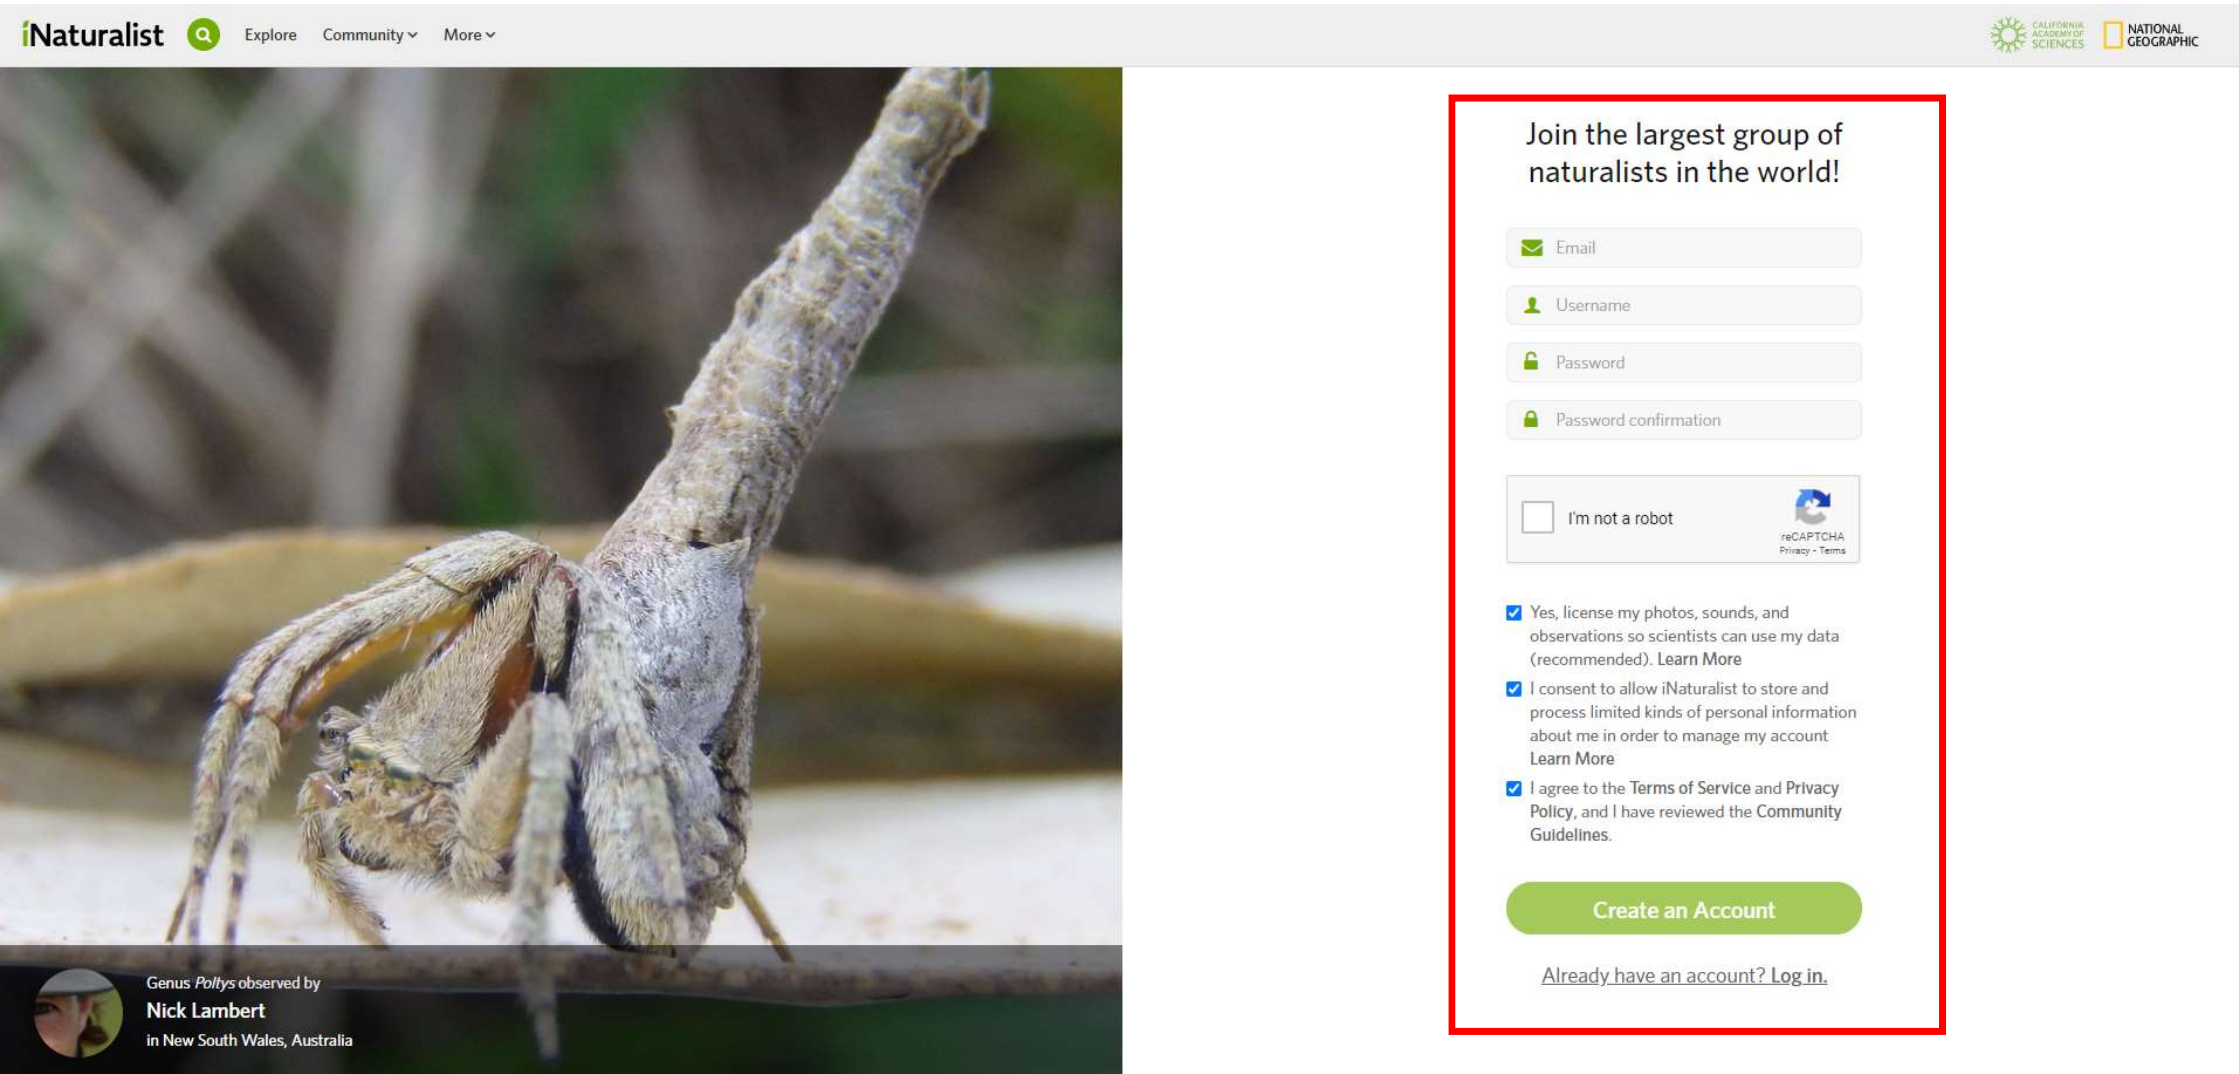 iNaturalist
Explore
Community
More
CALIFORNIA
ACADEMY OF
SCIENCES
NATIONAL
GEOGRAPHIC
Join the largest group of
naturalists in the world!
Email
Username
Password
Password confirmation
I'm not a robot
reCAPTCHA
Privacy - Terms
Yes, license my photos, sounds, and
observations so scientists can use my data
(recommended). Learn More
I consent to allow iNaturalist to store and
process limited kinds of personal information
about me in order to manage my account
Learn More
I agree to the Terms of Service and Privacy
Policy, and I have reviewed the Community
Guidelines.
Create an Account
Already have an account? Log in.
Genus Poltys observed by
Nick Lambert
in New South Wales, Australia